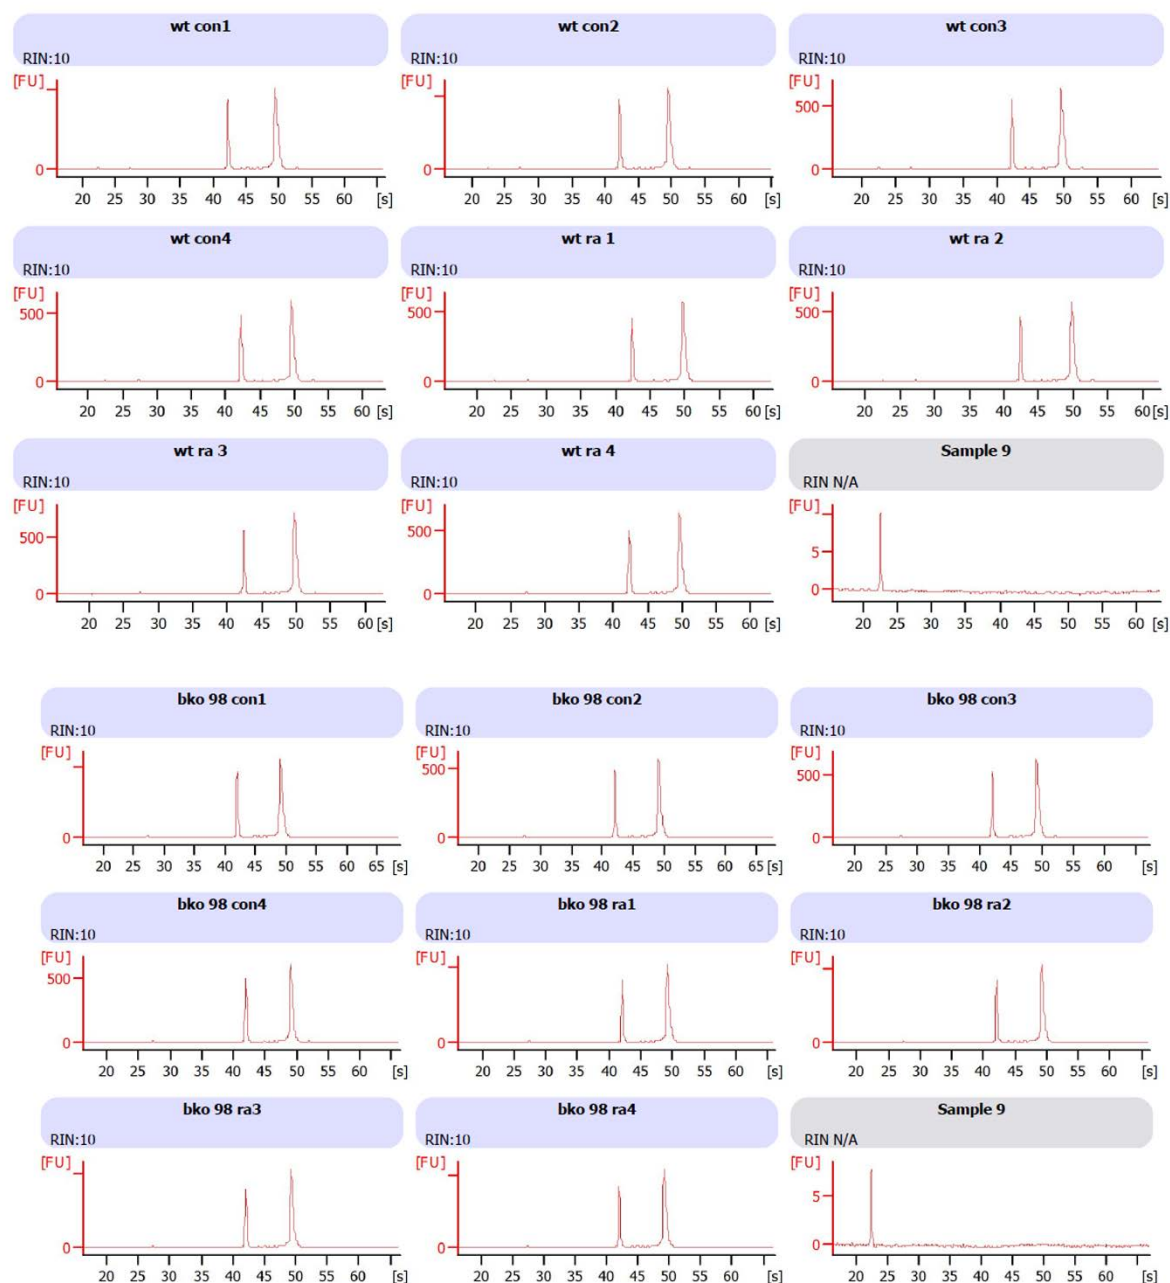 wt con1
RIN:10
[FU]
0
20 25 30 35 40 45 50 55 60 [s]
wt con2
RIN:10
[FU]
0
20 25 30 35 40 45 50 55 60 [s]
wt con3
RIN:10
[FU]
500
0
20 25 30 35 40 45 50 55 60 [s]
wt con4
RIN:10
[FU]
500
0
20 25 30 35 40 45 50 55 60 [s]
wt ra 1
RIN:10
[FU]
500
0
20 25 30 35 40 45 50 55 60 [s]
wt ra 2
RIN:10
[FU]
500
0
20 25 30 35 40 45 50 55 60 [s]
wt ra 3
RIN:10
[FU]
500
0
20 25 30 35 40 45 50 55 60 [s]
wt ra 4
RIN:10
[FU]
500
0
20 25 30 35 40 45 50 55 60 [s]
Sample 9
RIN N/A
[FU]
5
0
20 25 30 35 40 45 50 55 60 [s]
bko 98 con1
RIN:10
[FU]
0
20 25 30 35 40 45 50 55 60 65 [s]
bko 98 con2
RIN:10
[FU]
500
0
20 25 30 35 40 45 50 55 60 65 [s]
bko 98 con3
RIN:10
[FU]
500
0
20 25 30 35 40 45 50 55 60 [s]
bko 98 con4
RIN:10
[FU]
500
0
20 25 30 35 40 45 50 55 60 [s]
bko 98 ra1
RIN:10
[FU]
0
20 25 30 35 40 45 50 55 60 [s]
bko 98 ra2
RIN:10
[FU]
0
20 25 30 35 40 45 50 55 60 [s]
bko 98 ra3
RIN:10
[FU]
0
20 25 30 35 40 45 50 55 60 [s]
bko 98 ra4
RIN:10
[FU]
0
20 25 30 35 40 45 50 55 60 [s]
Sample 9
RIN N/A
[FU]
5
0
20 25 30 35 40 45 50 55 60 [s]